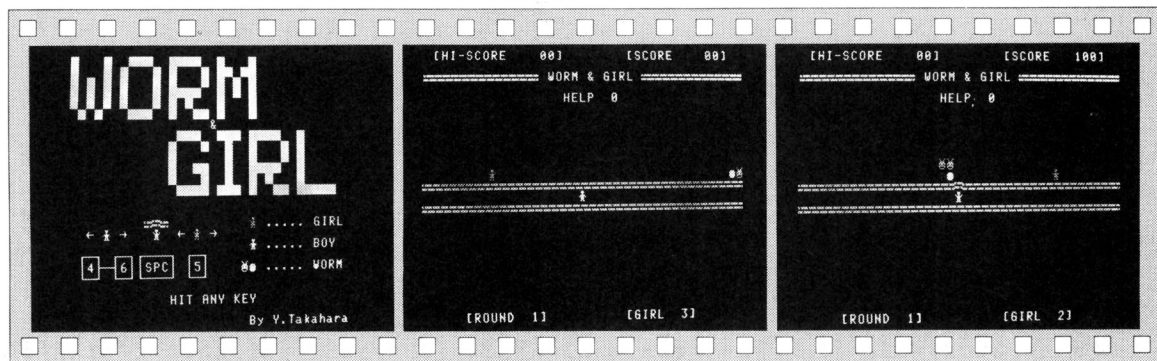 WORM
&
GIRL
← → ← →
..... GIRL
..... BOY
4 6 SPC 5
..... WORM
HIT ANY KEY
By Y.Takahara
[HI-SCORE 00] [SCORE 00]
WORM & GIRL
HELP 0
[ROUND 1] [GIRL 3]
[HI-SCORE 00] [SCORE 100]
WORM & GIRL
HELP 0
[ROUND 1] [GIRL 2]